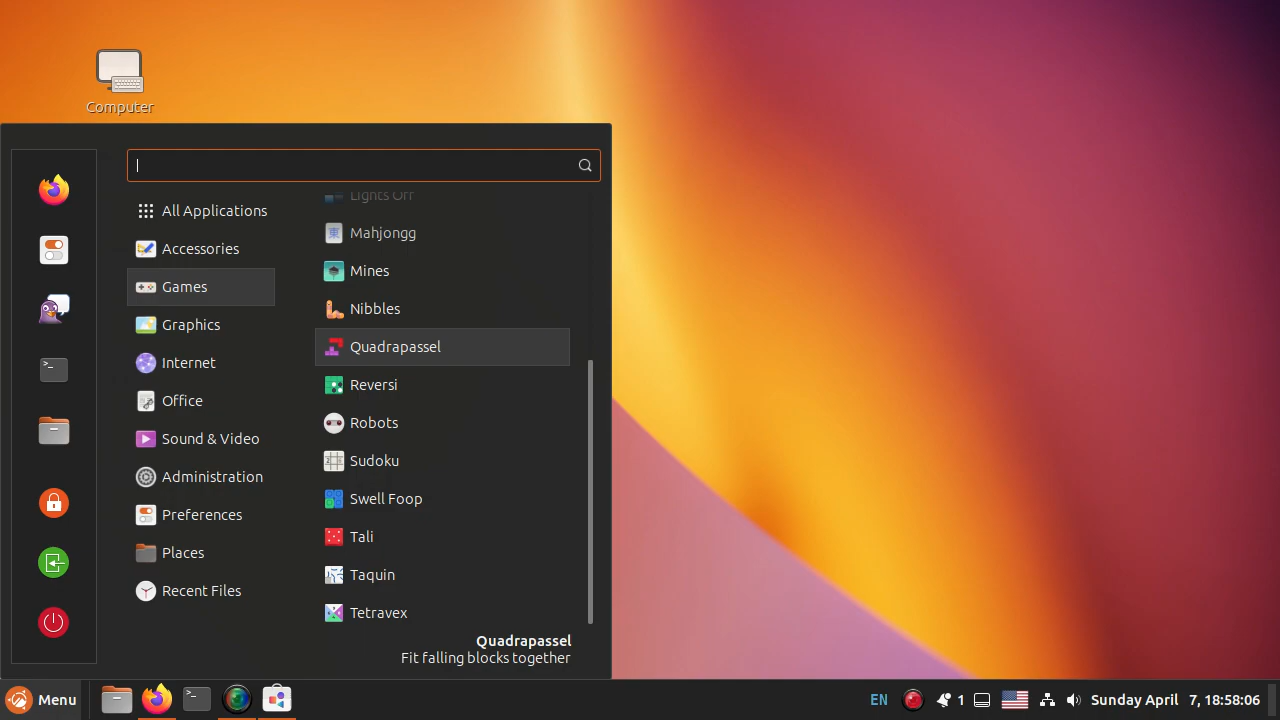 Computer
All Applications
Accessories
Games
Graphics
Internet
Office
Sound & Video
Administration
Preferences
Places
Recent Files
Lights Off
Mahjongg
Mines
Nibbles
Quadrapassel
Reversi
Robots
Sudoku
Swell Foop
Tali
Taquin
Tetravex
Quadrapassel
Fit falling blocks together
Menu
EN
1
Sunday April 7, 18:58:06